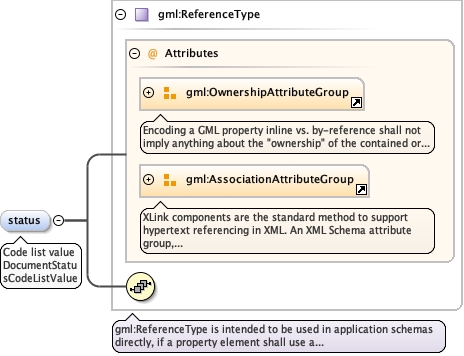 gml:ReferenceType
@ Attributes
gml:OwnershipAttributeGroup
Encoding a GML property inline vs. by-reference shall not
imply anything about the "ownership" of the contained or...
gml:AssociationAttributeGroup
XLink components are the standard method to support
hypertext referencing in XML. An XML Schema attribute
group,...
status
Code list value
DocumentStatu
sCodeListValue
gml:ReferenceType is intended to be used in application schemas
directly, if a property element shall use a...